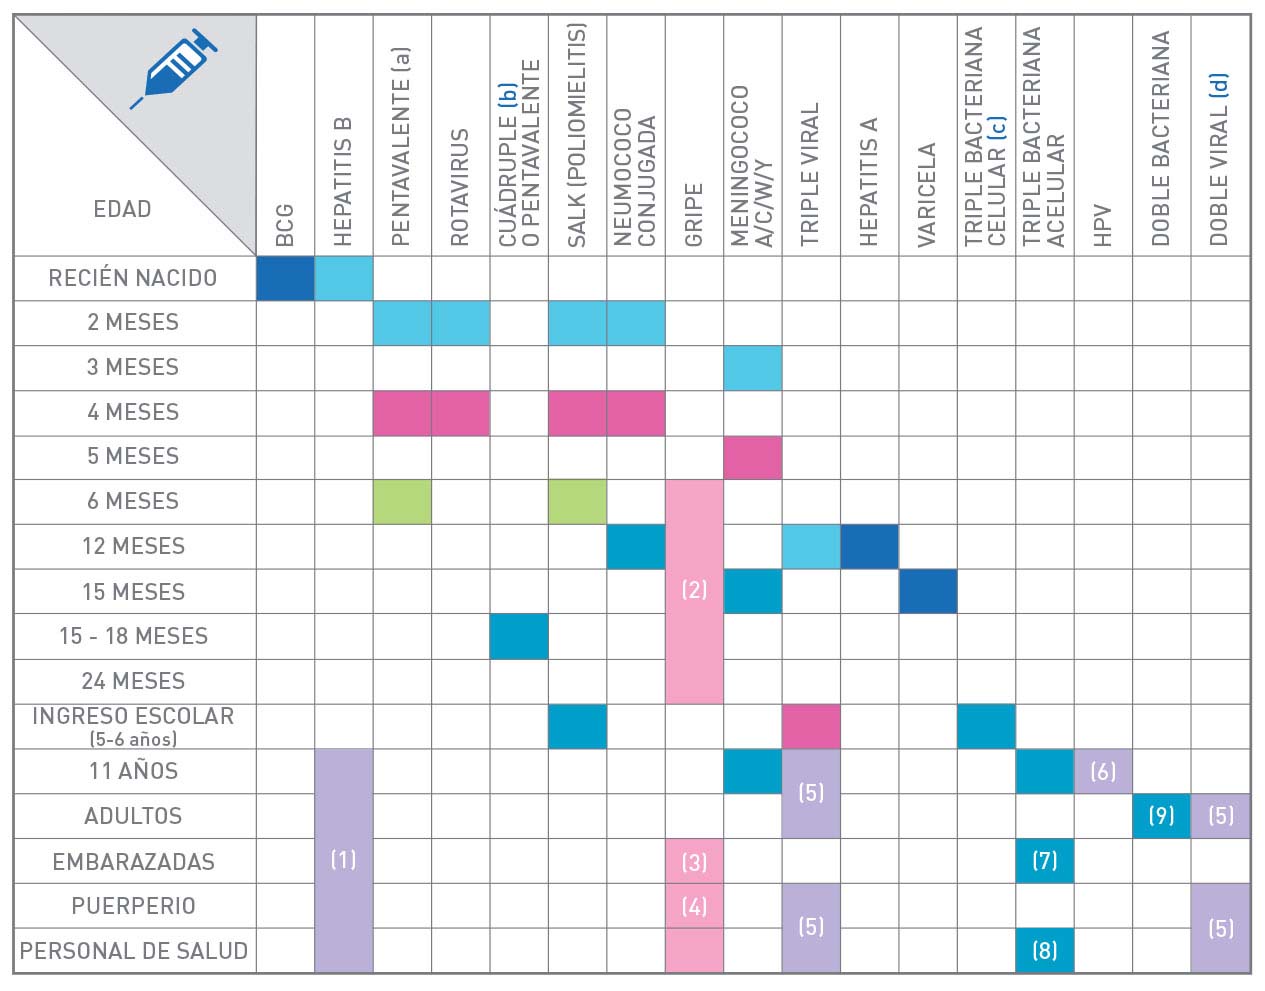 EDAD
BCG
HEPATITIS B
PENTAVALENTE (a)
ROTAVIRUS
CUÁDRUPLE (b)
O PENTAVALENTE
SALK (POLIOMIELITIS)
NEUMOCOCO
CONJUGADA
GRIPE
MENINGOCOCO
A/C/W/Y
TRIPLE VIRAL
HEPATITIS A
VARICELA
TRIPLE BACTERIANA
CELULAR (c)
TRIPLE BACTERIANA
ACELULAR
HPV
DOBLE BACTERIANA
DOBLE VIRAL (d)
RECIÉN NACIDO
2 MESES
3 MESES
4 MESES
5 MESES
6 MESES
12 MESES
15 MESES
(2)
15 - 18 MESES
24 MESES
INGRESO ESCOLAR
(5-6 años)
11 AÑOS
(6)
(5)
ADULTOS
(9)
(5)
EMBARAZADAS
(1)
(3)
(7)
PUERPERIO
(4)
(5)
(5)
PERSONAL DE SALUD
(8)